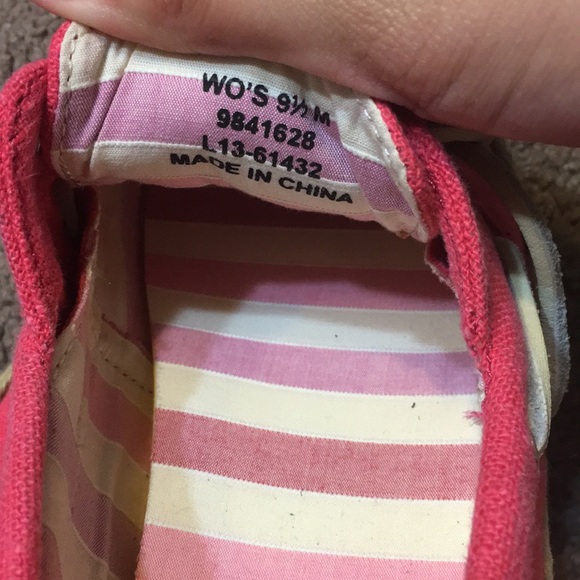 WO'S 9½ M
9841628
L13-61432
MADE IN CHINA